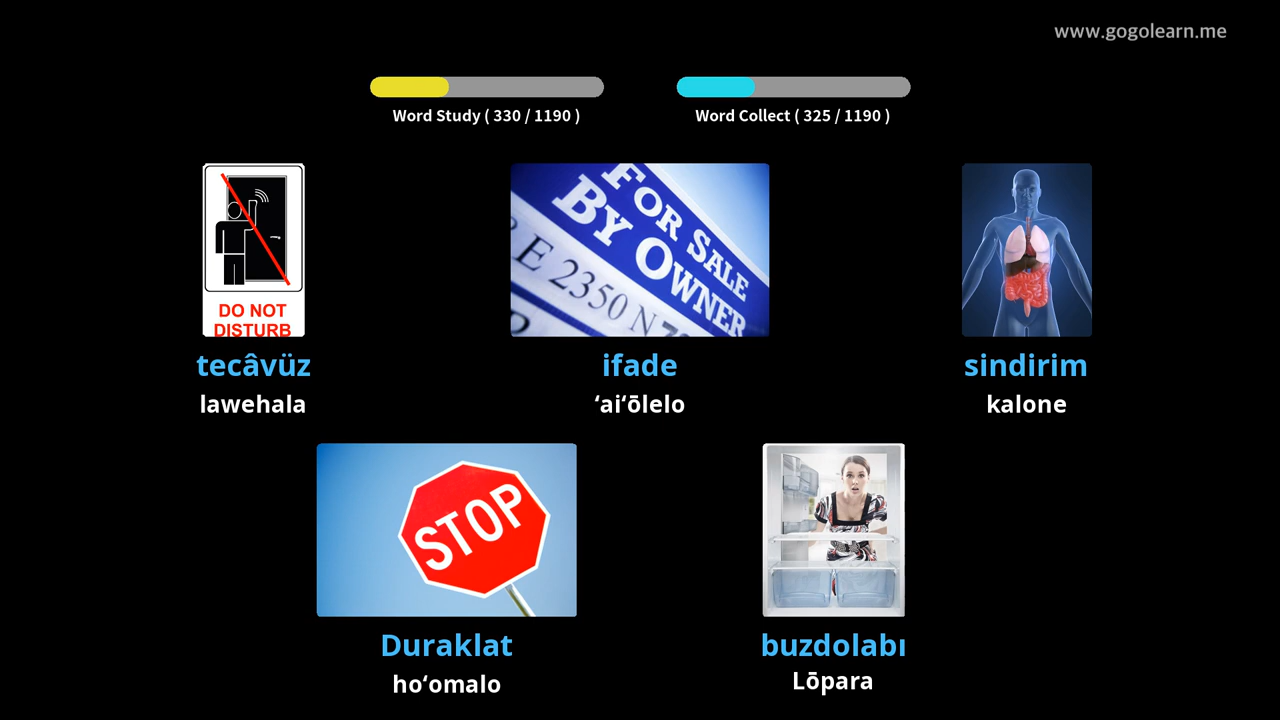 www.gogolearn.me
Word Study ( 330 / 1190 )
Word Collect ( 325 / 1190 )
DO NOT
DISTURB
FOR SALE
BY OWNER
E 2350 N
tecâvüz
ifade
sindirim
lawehala
ʻaiʻōlelo
kalone
STOP
Duraklat
buzdolabı
hoʻomalo
Lōpara